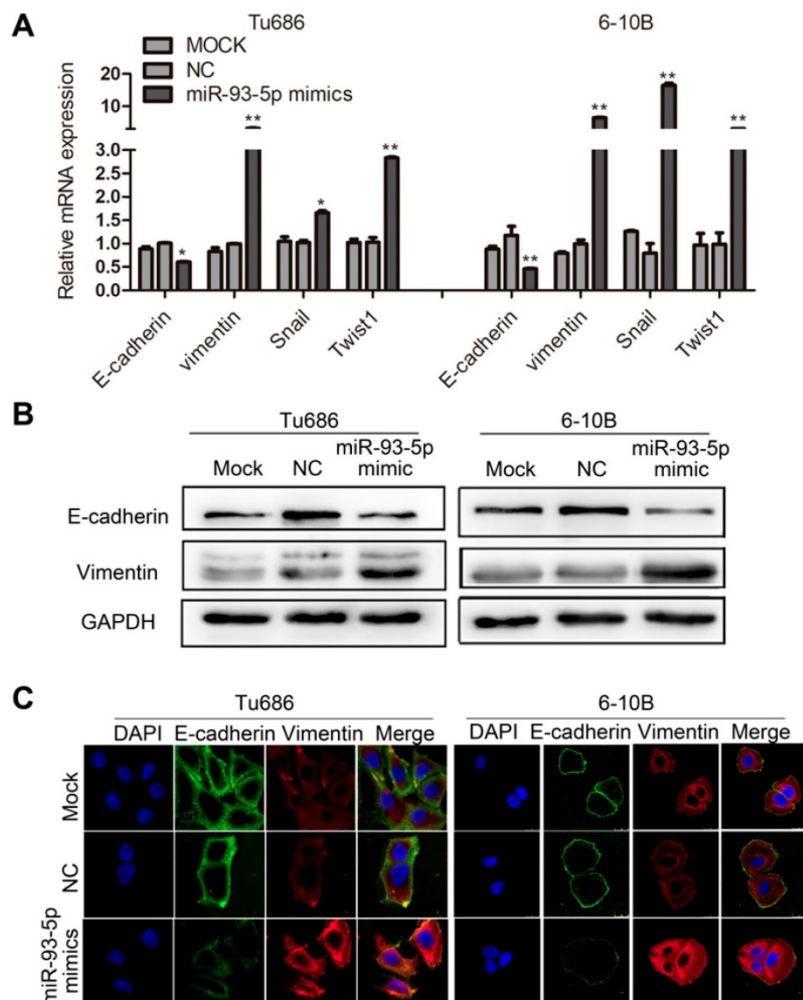 A
Tu686
6-10B
MOCK
NC
miR-93-5p mimics
Relative mRNA expression
20
10
3.0
2.5
2.0
1.5
1.0
0.5
0.0
*
**
*
**
**
**
**
**
E-cadherin
vimentin
Snail
Twist1
E-cadherin
vimentin
Snail
Twist1
B
Tu686
6-10B
Mock
NC
miR-93-5p
mimic
Mock
NC
miR-93-5p
mimic
E-cadherin
Vimentin
GAPDH
C
Tu686
6-10B
DAPI E-cadherin Vimentin Merge
DAPI E-cadherin Vimentin Merge
Mock
NC
miR-93-5p
mimics